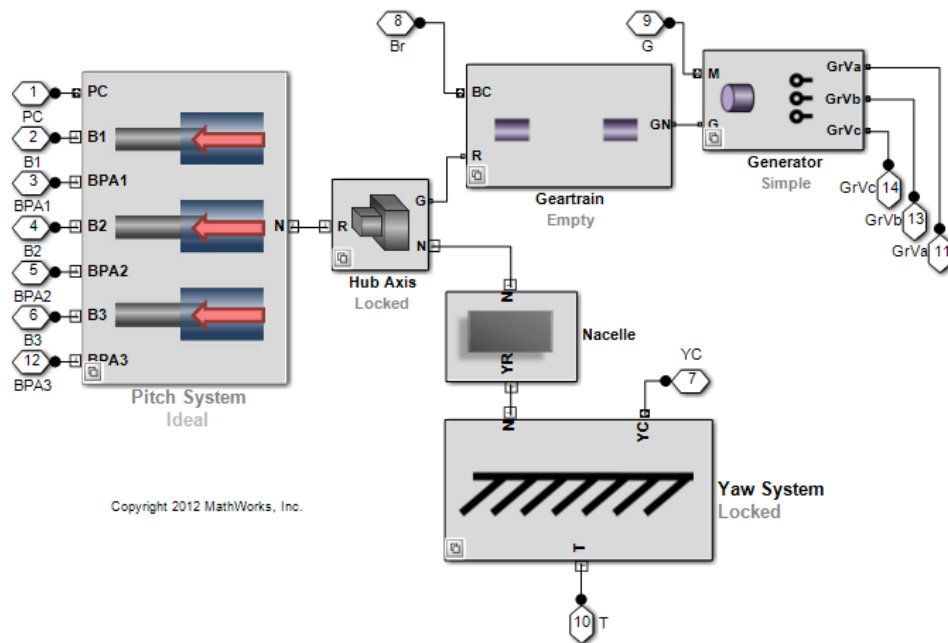 8
Br
9
G
1
PC
2
B1
3
BPA1
4
B2
5
BPA2
6
B3
12
BPA3
PC
B1
BPA1
B2
BPA2
B3
BPA3
N
Pitch System
Ideal
R
G
N
Hub Axis
Locked
BC
R
GN
Geartrain
Empty
M
G
GrVa
GrVb
GrVc
Generator
Simple
GrVc
14
GrVb
13
GrVa
11
N
YR
Nacelle
YC
7
N
YC
T
Yaw System
Locked
10
T
Copyright 2012 MathWorks, Inc.